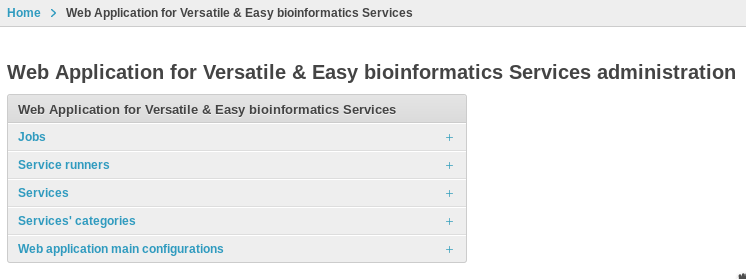 Home > Web Application for Versatile & Easy bioinformatics Services
Web Application for Versatile & Easy bioinformatics Services administration
Web Application for Versatile & Easy bioinformatics Services
Jobs +
Service runners +
Services +
Services' categories +
Web application main configurations +